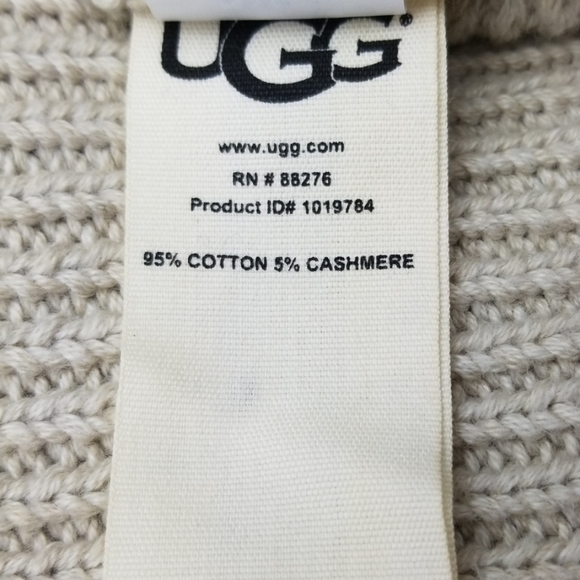 UGG®
www.ugg.com
RN # 88276
Product ID# 1019784
95% COTTON 5% CASHMERE